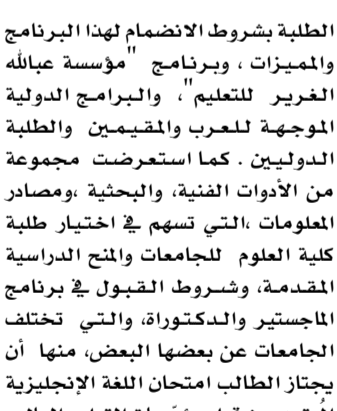 الطلبة بشروط الانضمام لهذا البرنامج
والمميزات ، وبرنامج "مؤسسة عبالله
الغرير للتعليم"، والبرامج الدولية
الموجهة للعرب والمقيمين والطلبة
الدوليين . كما استعرضت مجموعة
من الأدوات الفنية، والبحثية ،ومصادر
المعلومات ،التي تسهم في اختيار طلبة
كلية العلوم للجامعات والمنح الدراسية
المقدمة، وشروط القبول في برنامج
الماجستير والدكتوراة، والتي تختلف
الجامعات عن بعضها البعض، منها أن
يجتاز الطالب امتحان اللغة الإنجليزية